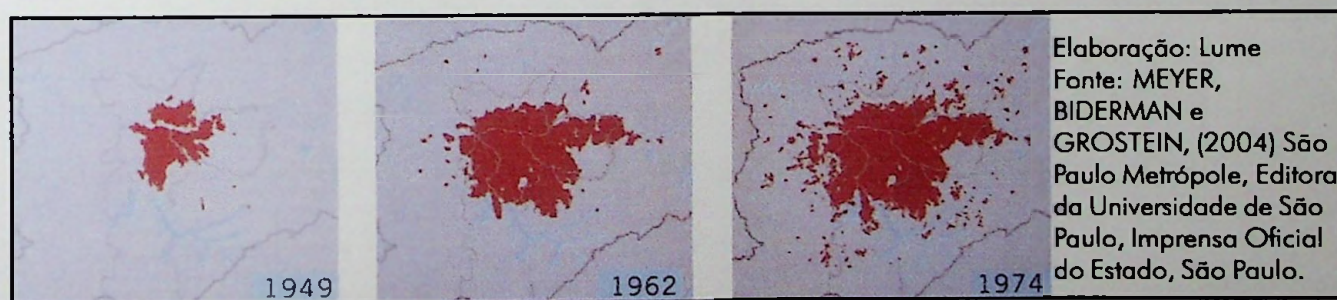 1949
1962
1974
Elaboração: Lume
Fonte: MEYER,
BIDERMAN e
GROSTEIN, (2004) São
Paulo Metrópole, Editora
da Universidade de São
Paulo, Imprensa Oficial
do Estado, São Paulo.